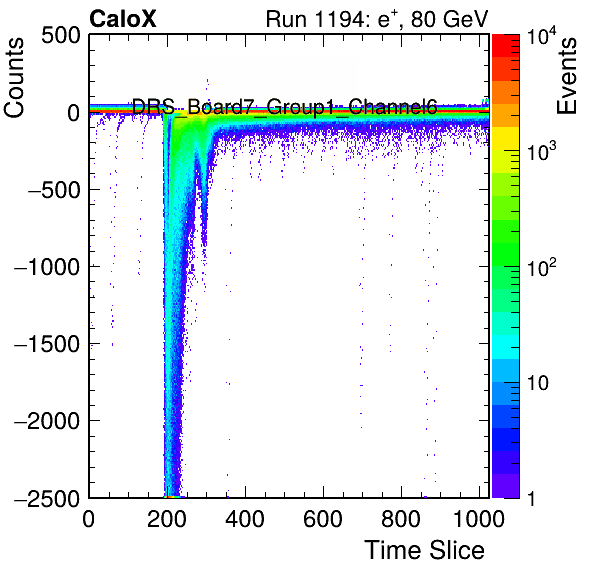 CaloX Run 1194: e⁺, 80 GeV
Counts
Events
500
0
−500
−1000
−1500
−2000
−2500
DRS_Board7_Group1_Channel6
10⁴
10³
10²
10
1
0 200 400 600 800 1000
Time Slice